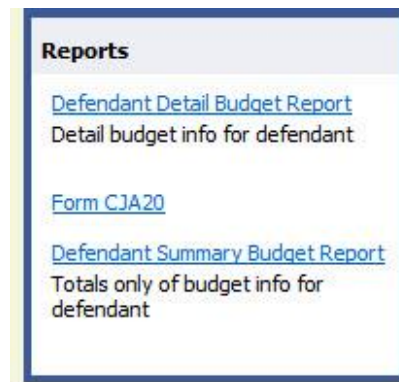 Reports
Defendant Detail Budget Report
Detail budget info for defendant
Form CJA20
Defendant Summary Budget Report
Totals only of budget info for
defendant